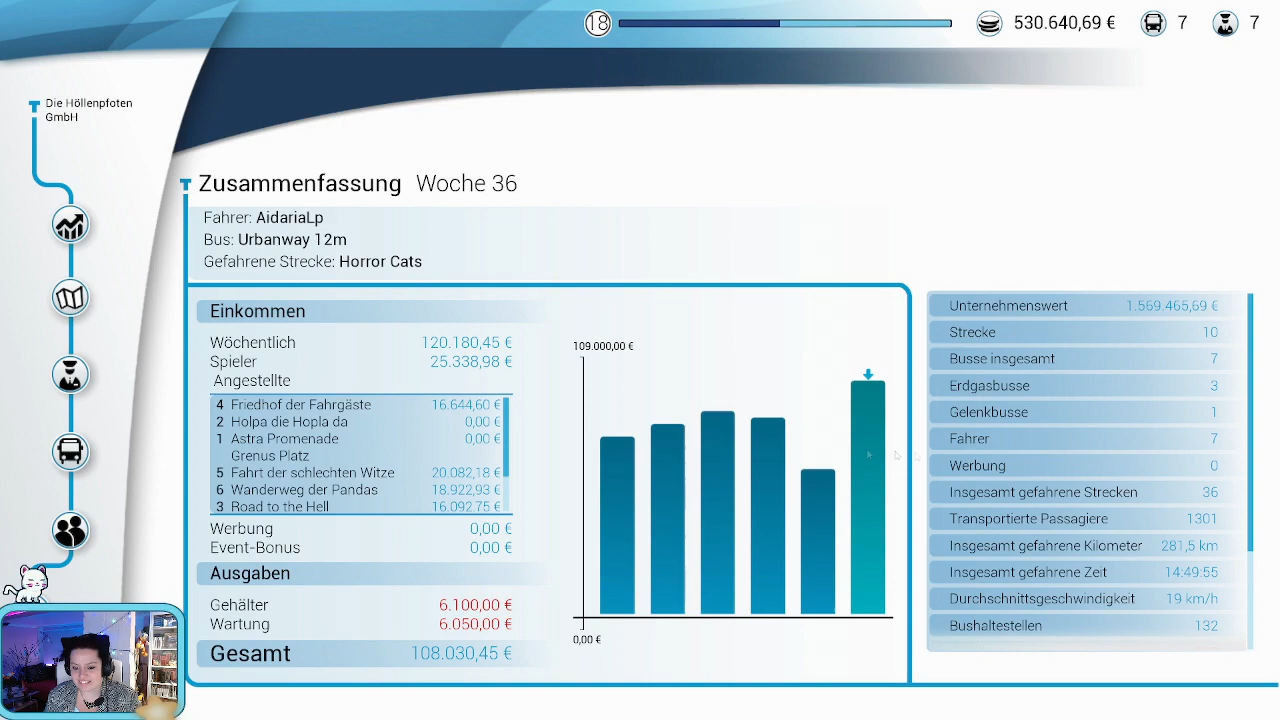 18
530.640,69 €
7
7
Die Höllenpfoten
GmbH
Zusammenfassung Woche 36
Fahrer: AidariaLp
Bus: Urbanway 12m
Gefahrene Strecke: Horror Cats
Einkommen
Wöchentlich 120.180,45 €
Spieler 25.338,98 €
Angestellte
4 Friedhof der Fahrgäste 16.644,60 €
2 Holpa die Hopla da 0,00 €
1 Astra Promenade 0,00 €
Grenus Platz
5 Fahrt der schlechten Witze 20.082,18 €
6 Wanderweg der Pandas 18.922,93 €
3 Road to the Hell 16.092,75 €
Werbung 0,00 €
Event-Bonus 0,00 €
Ausgaben
Gehälter 6.100,00 €
Wartung 6.050,00 €
Gesamt 108.030,45 €
109.000,00 €
0,00 €
Unternehmenswert 1.569.465,69 €
Strecke 10
Busse insgesamt 7
Erdgasbusse 3
Gelenkbusse 1
Fahrer 7
Werbung 0
Insgesamt gefahrene Strecken 36
Transportierte Passagiere 1301
Insgesamt gefahrene Kilometer 281,5 km
Insgesamt gefahrene Zeit 14:49:55
Durchschnittsgeschwindigkeit 19 km/h
Bushaltestellen 132